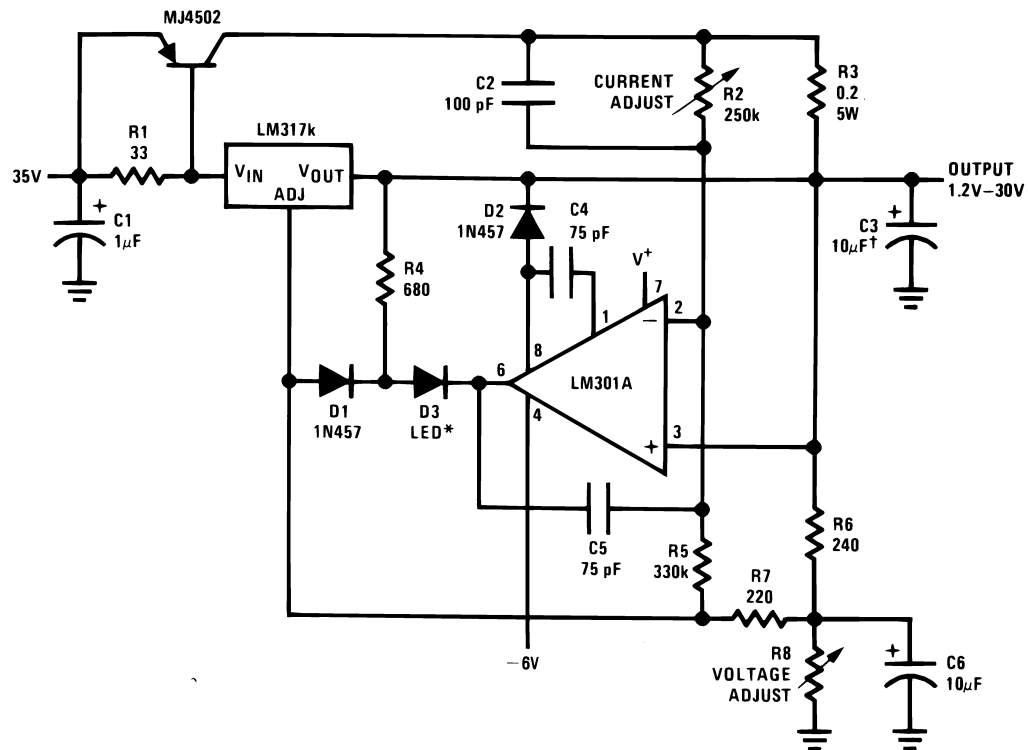 MJ4502
C2
100 pF
CURRENT
ADJUST
R2
250k
R3
0.2
5W
R1
33
LM317k
35V
VIN
VOUT
ADJ
OUTPUT
1.2V–30V
+
C1
1μF
D2
1N457
C4
75 pF
+
C3
10μF†
R4
680
V+
7
1
2
−
8
6
LM301A
4
3
+
D1
1N457
D3
LED*
C5
75 pF
R5
330k
R6
240
R7
220
−6V
R8
VOLTAGE
ADJUST
+
C6
10μF